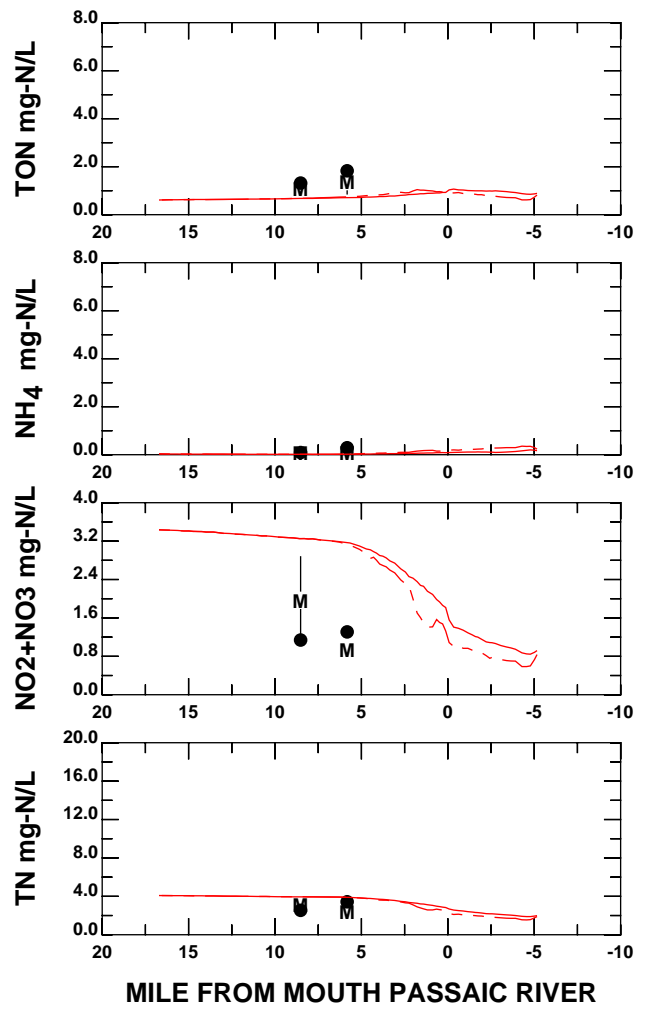 TON mg-N/L
8.0
6.0
4.0
2.0
0.0
20 15 10 5 0 -5 -10
M M
NH4 mg-N/L
8.0
6.0
4.0
2.0
0.0
20 15 10 5 0 -5 -10
M M
NO2+NO3 mg-N/L
4.0
3.2
2.4
1.6
0.8
0.0
20 15 10 5 0 -5 -10
M
M
TN mg-N/L
20.0
16.0
12.0
8.0
4.0
0.0
20 15 10 5 0 -5 -10
M M
MILE FROM MOUTH PASSAIC RIVER